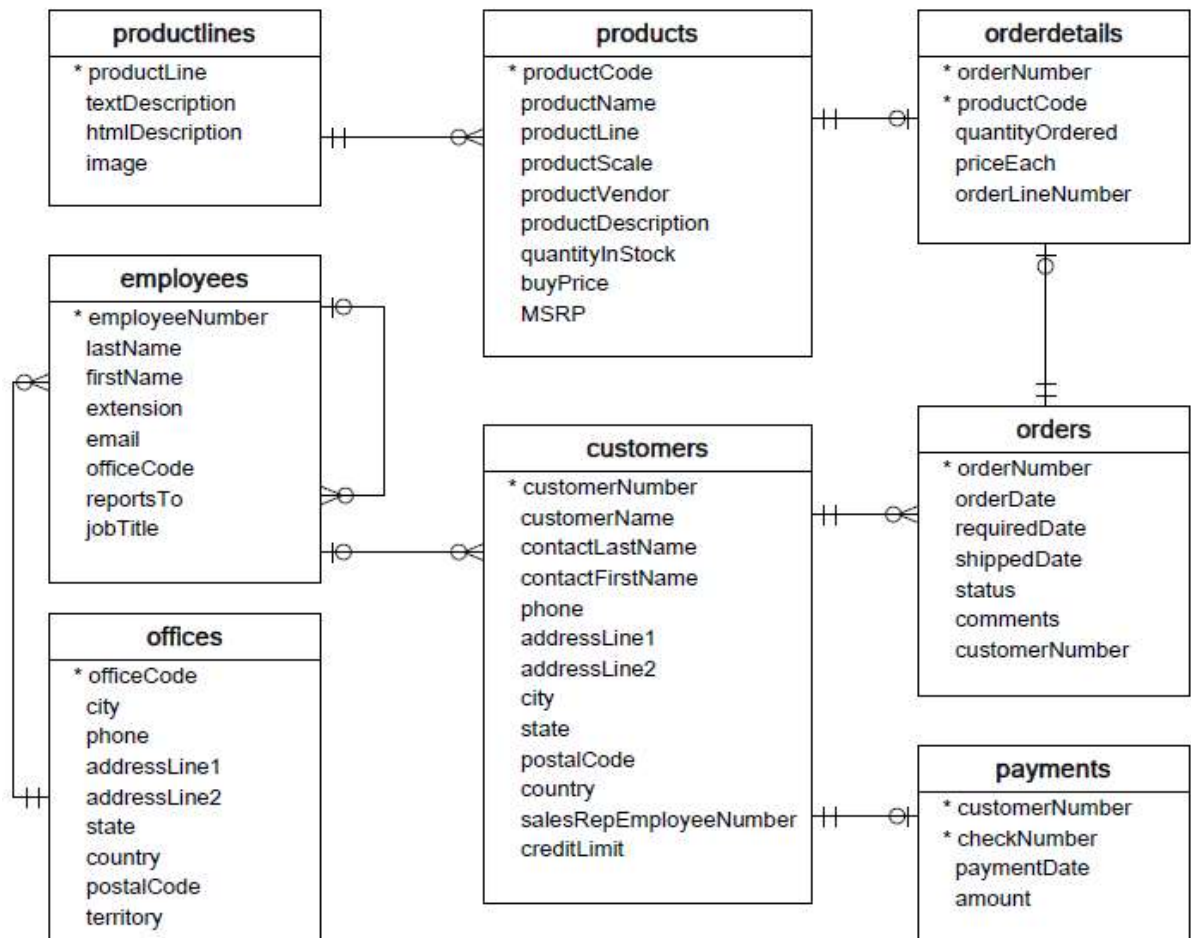 productlines
* productLine
textDescription
htmlDescription
image
products
* productCode
productName
productLine
productScale
productVendor
productDescription
quantityInStock
buyPrice
MSRP
orderdetails
* orderNumber
* productCode
quantityOrdered
priceEach
orderLineNumber
employees
* employeeNumber
lastName
firstName
extension
email
officeCode
reportsTo
jobTitle
customers
* customerNumber
customerName
contactLastName
contactFirstName
phone
addressLine1
addressLine2
city
state
postalCode
country
salesRepEmployeeNumber
creditLimit
orders
* orderNumber
orderDate
requiredDate
shippedDate
status
comments
customerNumber
offices
* officeCode
city
phone
addressLine1
addressLine2
state
country
postalCode
territory
payments
* customerNumber
* checkNumber
paymentDate
amount